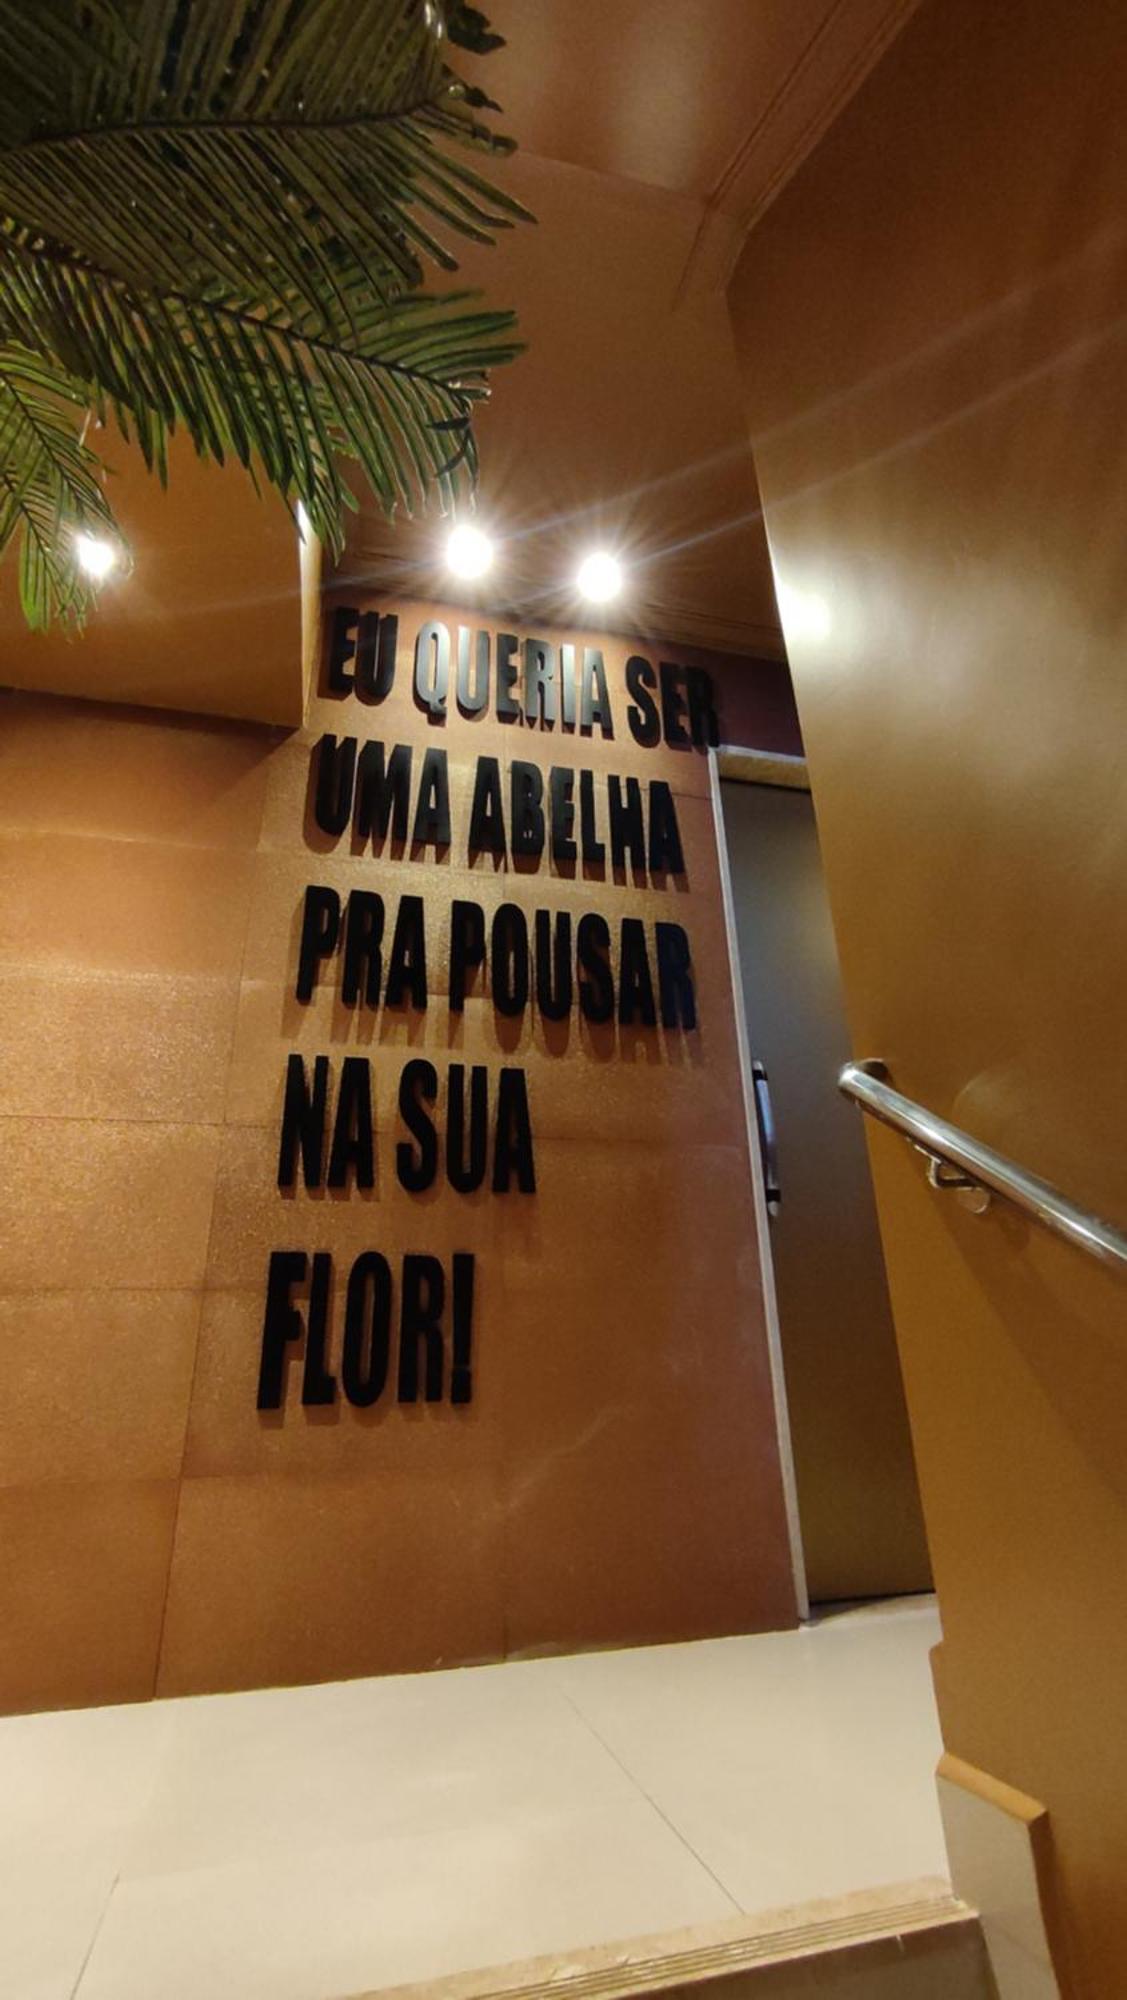 EU QUERIA SER
UMA ABELHA
PRA POUSAR
NA SUA
FLOR!